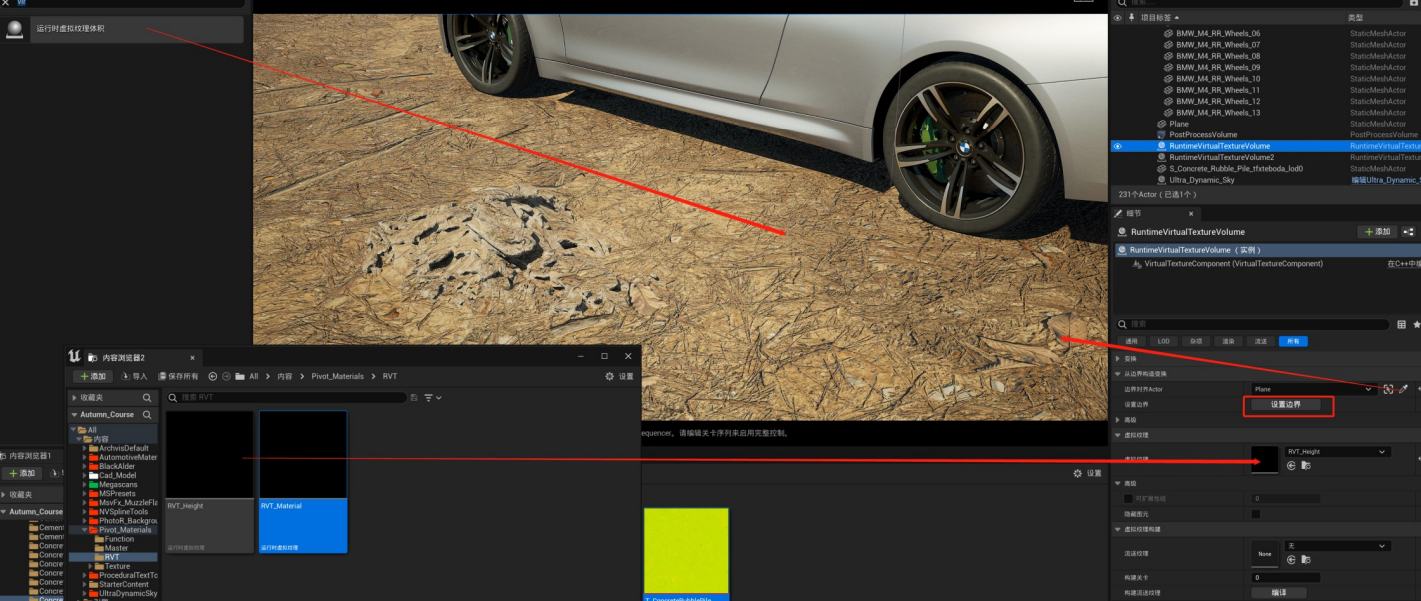 vir
运行时虚拟纹理体积
搜索...
项目标签
类型
BMW_M4_RR_Wheels_06
StaticMeshActor
BMW_M4_RR_Wheels_07
StaticMeshActor
BMW_M4_RR_Wheels_08
StaticMeshActor
BMW_M4_RR_Wheels_09
StaticMeshActor
BMW_M4_RR_Wheels_10
StaticMeshActor
BMW_M4_RR_Wheels_11
StaticMeshActor
BMW_M4_RR_Wheels_12
StaticMeshActor
BMW_M4_RR_Wheels_13
StaticMeshActor
Plane
StaticMeshActor
PostProcessVolume
PostProcessVolume
RuntimeVirtualTextureVolume
RuntimeVirtualTextur
RuntimeVirtualTextureVolume2
RuntimeVirtualTextur
S_Concrete_Rubble_Pile_tfxteboda_lod0
StaticMeshActor
Ultra_Dynamic_Sky
编辑Ultra_Dynamic_
231个Actor（已选1个）
细节
RuntimeVirtualTextureVolume
添加
RuntimeVirtualTextureVolume（实例）
VirtualTextureComponent (VirtualTextureComponent)
在C++中编
搜索
通用
LOD
杂项
渲染
流送
所有
变换
从边界构造变换
边界对齐Actor
Plane
设置边界
设置边界
高级
虚拟纹理
虚拟纹理
RVT_Height
高级
可扩展性组
0
隐藏图元
虚拟纹理构建
流送纹理
None
无
构建关卡
0
构建流送纹理
编译
内容浏览器2
添加
导入
保存所有
All
内容
Pivot_Materials
RVT
设置
收藏夹
搜索 RVT
Autumn_Course
All
内容
ArchvisDefault
AutomotiveMater
BlackAlder
Cad_Model
Megascans
MSPresets
MsvFx_MuzzleFla
NVSplineTools
PhotoR_Backgrou
Pivot_Materials
Function
Master
RVT
Texture
ProceduralTextTo
StarterContent
UltraDynamicSky
RVT_Height
运行时虚拟纹理
RVT_Material
运行时虚拟纹理
equencer。请编辑关卡序列来启用完整控制。
设置
T_ConcreteRubblePile
内容浏览器1
添加
收藏夹
Autumn_Course
Cement
Cement
Concre
Concre
Concre
Concre
Concre
Concre
Concre